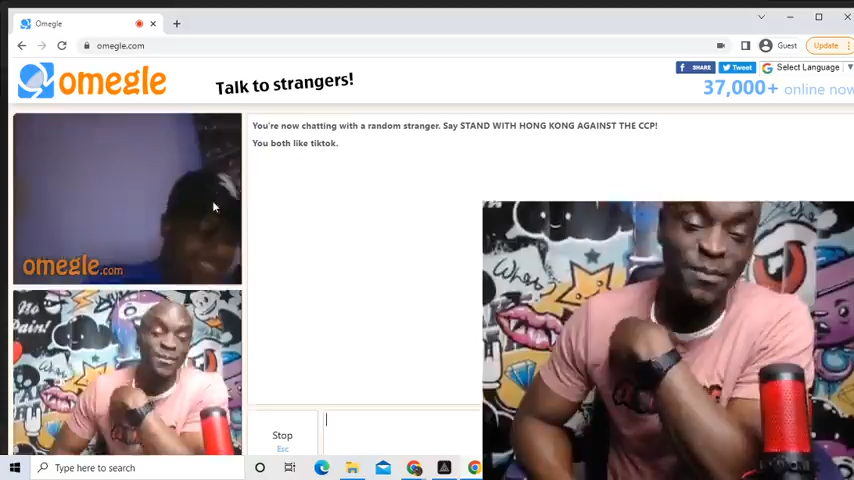 Omegle
omegle.com
Guest
Update
omegle
Talk to strangers!
SHARE
Tweet
Select Language
37,000+ online now
You're now chatting with a random stranger. Say STAND WITH HONG KONG AGAINST THE CCP!
You both like tiktok.
omegle.com
No
Pain!
Stop
Esc
Type here to search